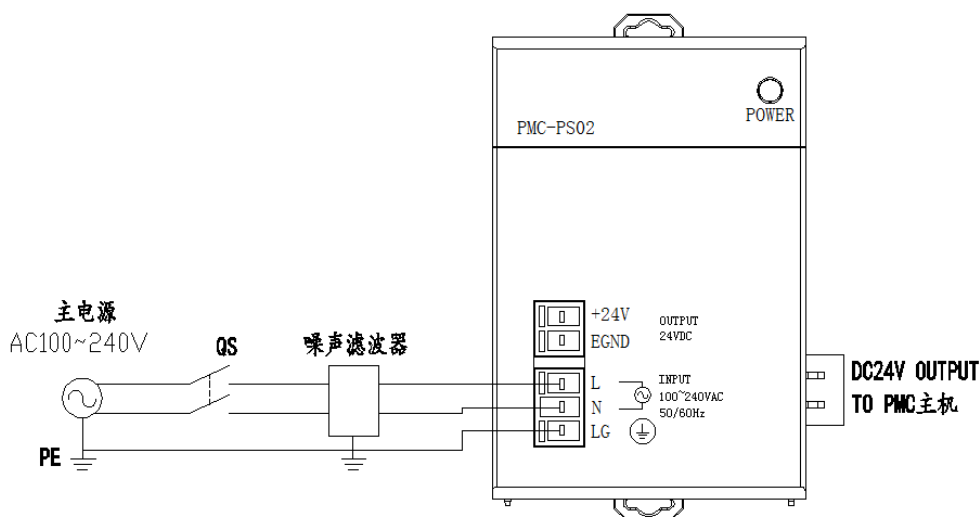 POWER
PMC-PS02
主电源
AC100~240V
QS
噪声滤波器
PE
+24V
EGND
OUTPUT
24VDC
L
N
LG
INPUT
100~240VAC
50/60Hz
DC24V OUTPUT
TO PMC主机